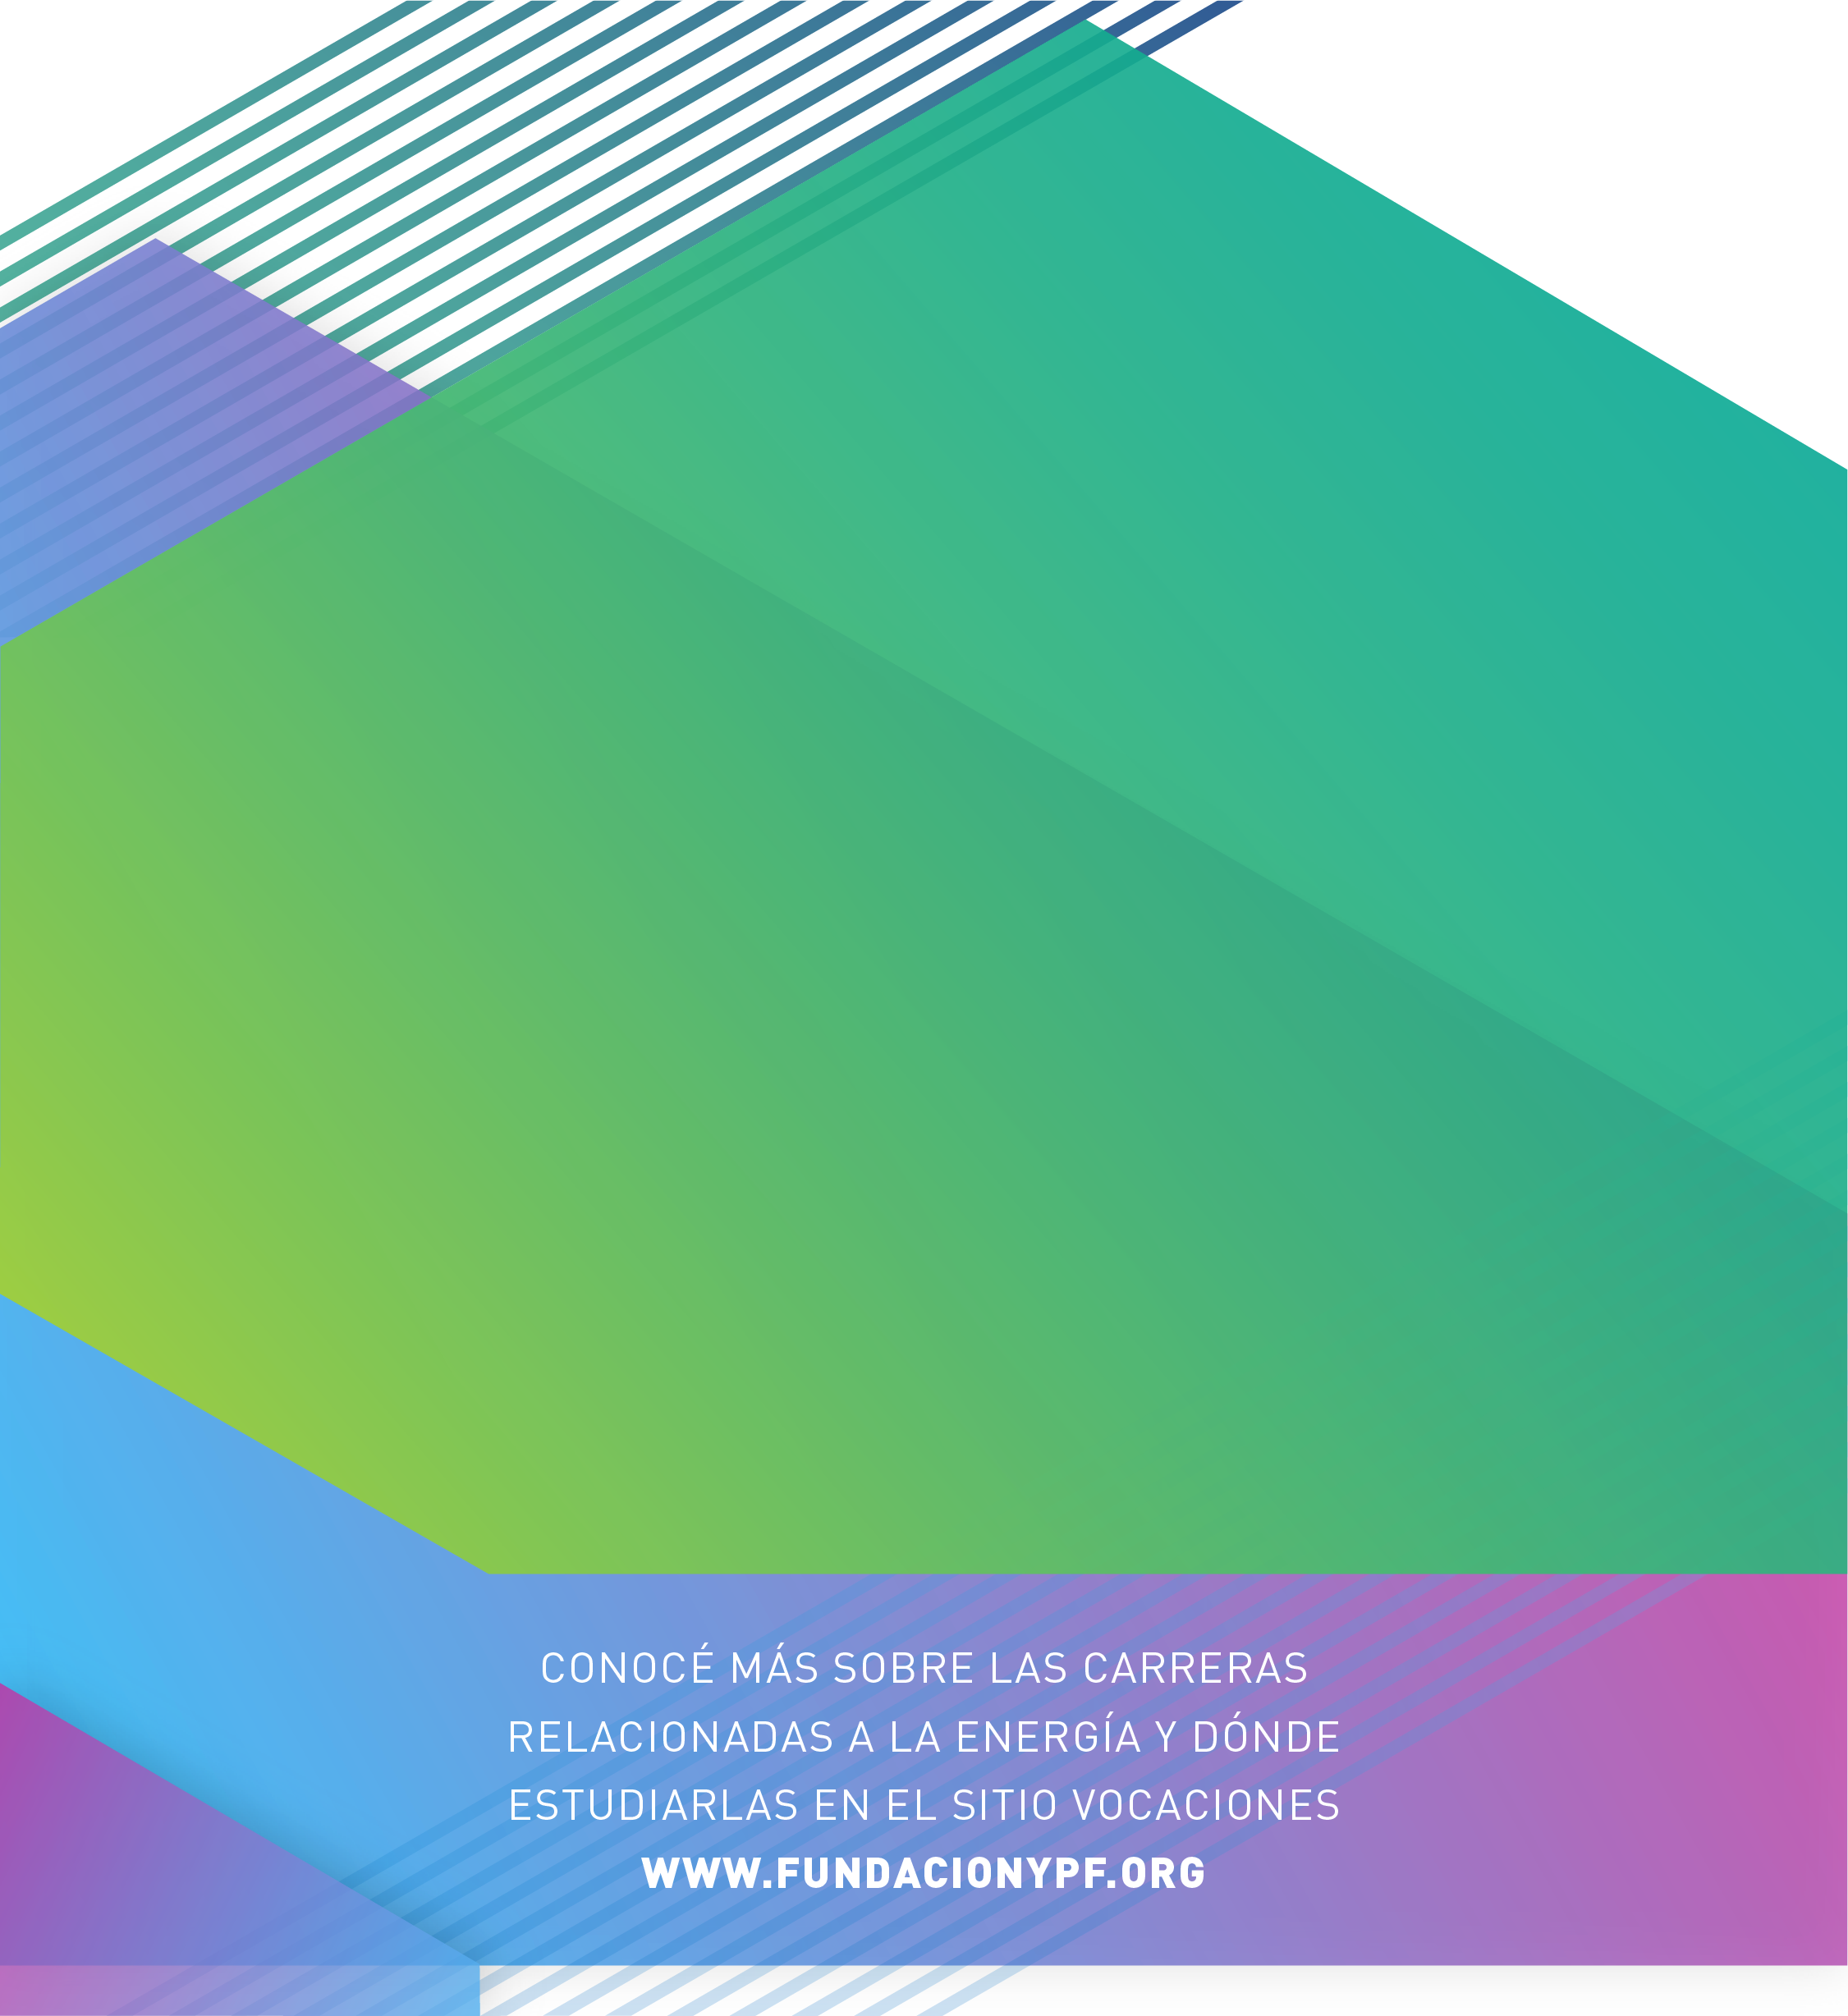 CONOCÉ MÁS SOBRE LAS CARRERAS
RELACIONADAS A LA ENERGÍA Y DÓNDE
ESTUDIARLAS EN EL SITIO VOCACIONES
WWW.FUNDACIONYPF.ORG